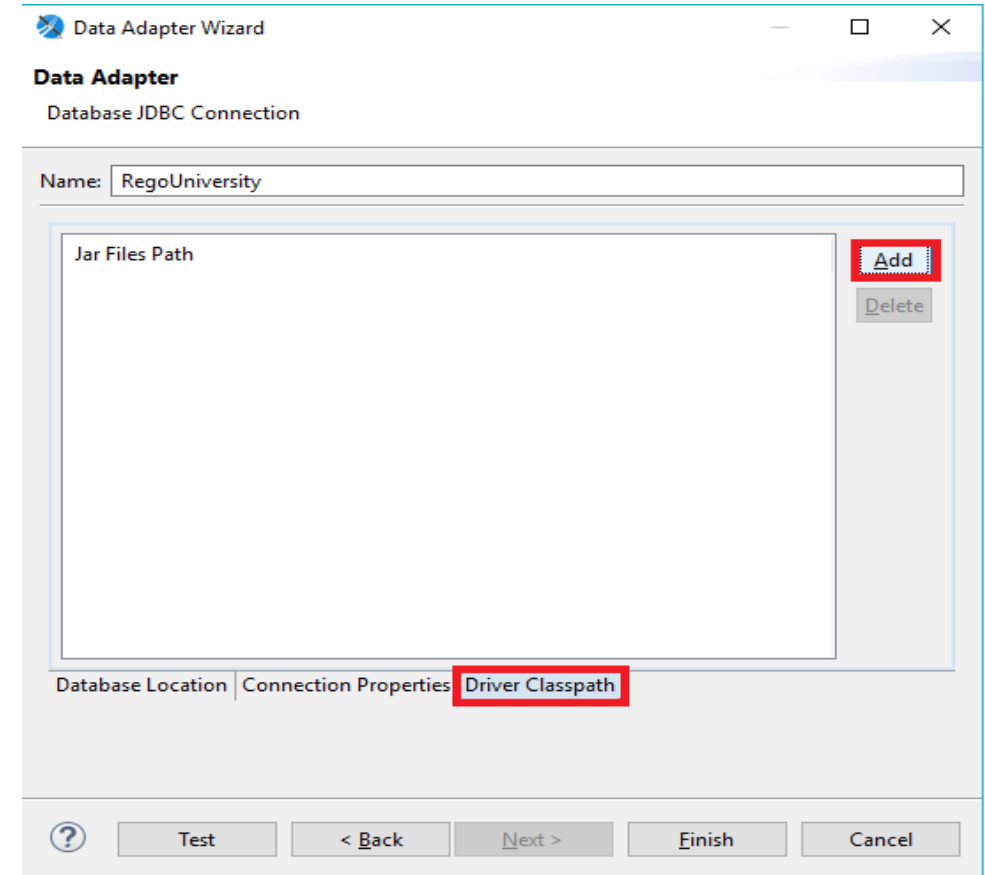 Data Adapter Wizard
Data Adapter
Database JDBC Connection
Name: RegoUniversity
Jar Files Path
Add
Delete
Database Location Connection Properties Driver Classpath
? Test < Back Next > Finish Cancel